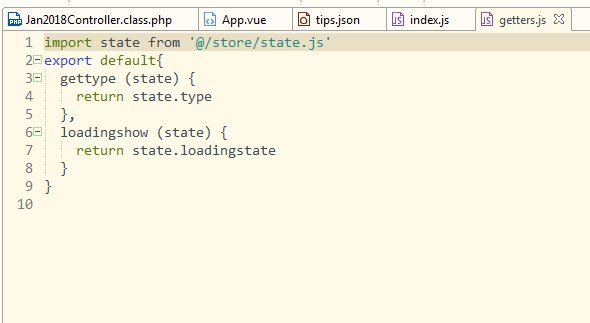 Jan2018Controller.class.php App.vue tips.json index.js getters.js
1 import state from '@/store/state.js'
2 export default{
3 gettype (state) {
4 return state.type
5 },
6 loadingshow (state) {
7 return state.loadingstate
8 }
9 }
10